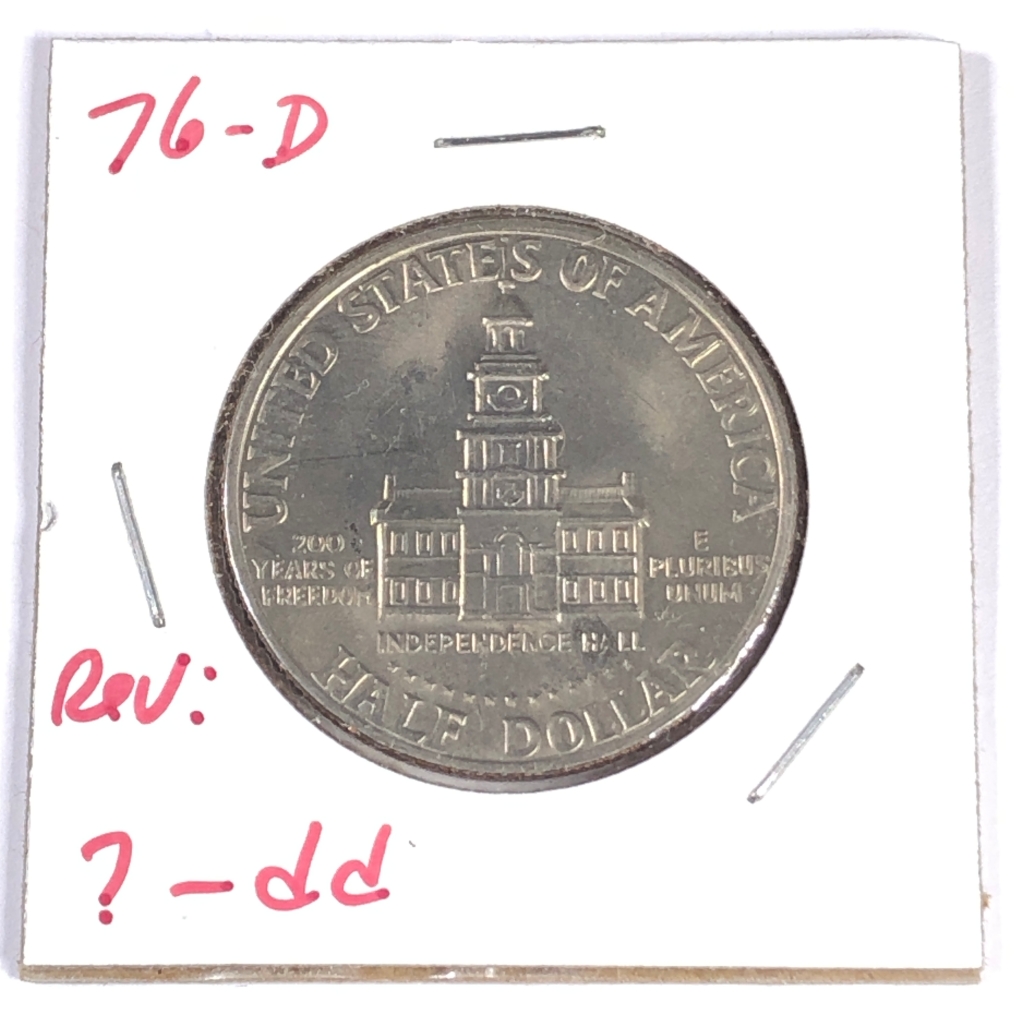 76-D
UNITED STATES OF AMERICA
200
YEARS OF
FREEDOM
E
PLURIBUS
UNUM
INDEPENDENCE HALL
HALF DOLLAR
Rev:
? - dd